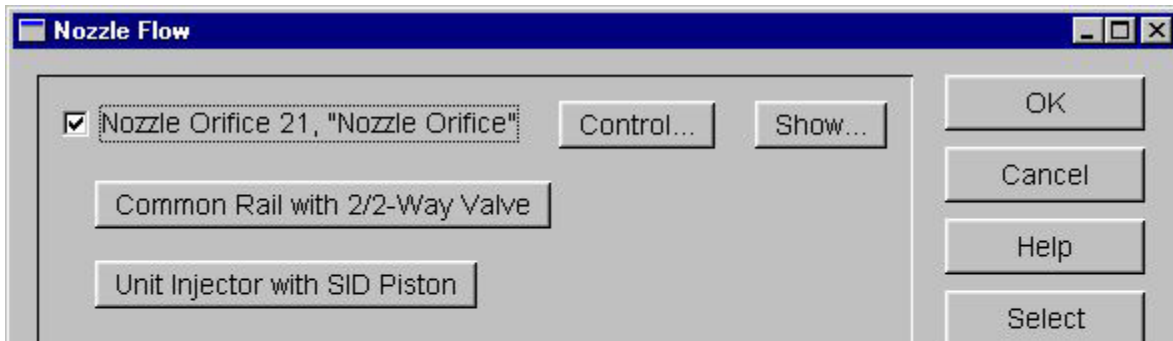 Nozzle Flow
Nozzle Orifice 21, "Nozzle Orifice"
Control...
Show...
Common Rail with 2/2-Way Valve
Unit Injector with SID Piston
OK
Cancel
Help
Select